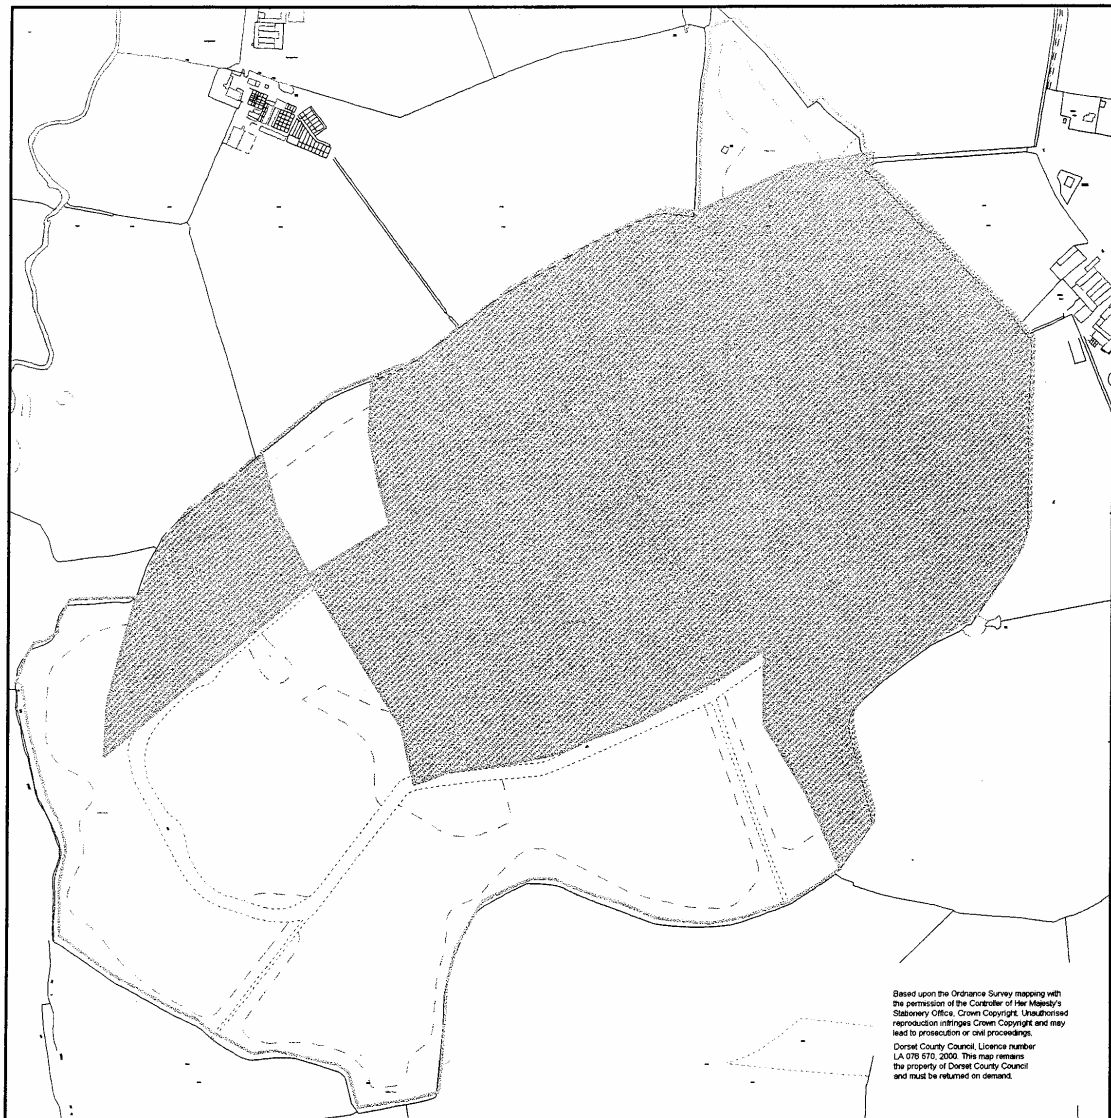 Based upon the Ordnance Survey mapping with
the permission of the Controller of Her Majesty's
Stationery Office, Crown Copyright. Unauthorised
reproduction infringes Crown Copyright and may
lead to prosecution or civil proceedings.
Dorset County Council, Licence number
LA 076 570, 2000. This map remains
the property of Dorset County Council
and must be returned on demand.